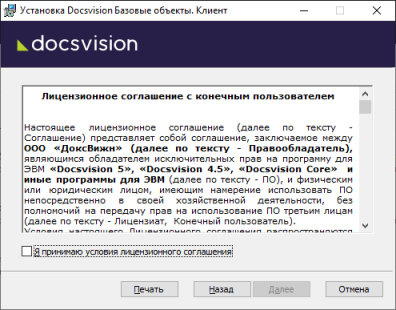 Установка Docsvision Базовые объекты. Клиент
docsvision
Лицензионное соглашение с конечным пользователем
Настоящее лицензионное соглашение (далее по тексту -
Соглашение) представляет собой соглашение, заключаемое между
ООО «ДоксВижн» (далее по тексту - Правообладатель),
являющимся обладателем исключительных прав на программу для
ЭВМ «Docsvision 5», «Docsvision 4.5», «Docsvision Core» и
иные программы для ЭВМ (далее по тексту - ПО), и физическим
или юридическим лицом, имеющим намерение использовать ПО
непосредственно в своей хозяйственной деятельности, без
полномочий на передачу прав на использование ПО третьим лицам
(далее по тексту - Лицензиат, Конечный пользователь).
Условия настоящего Лицензионного соглашения распространяются
Я принимаю условия лицензионного соглашения
Печать
Назад
Далее
Отмена